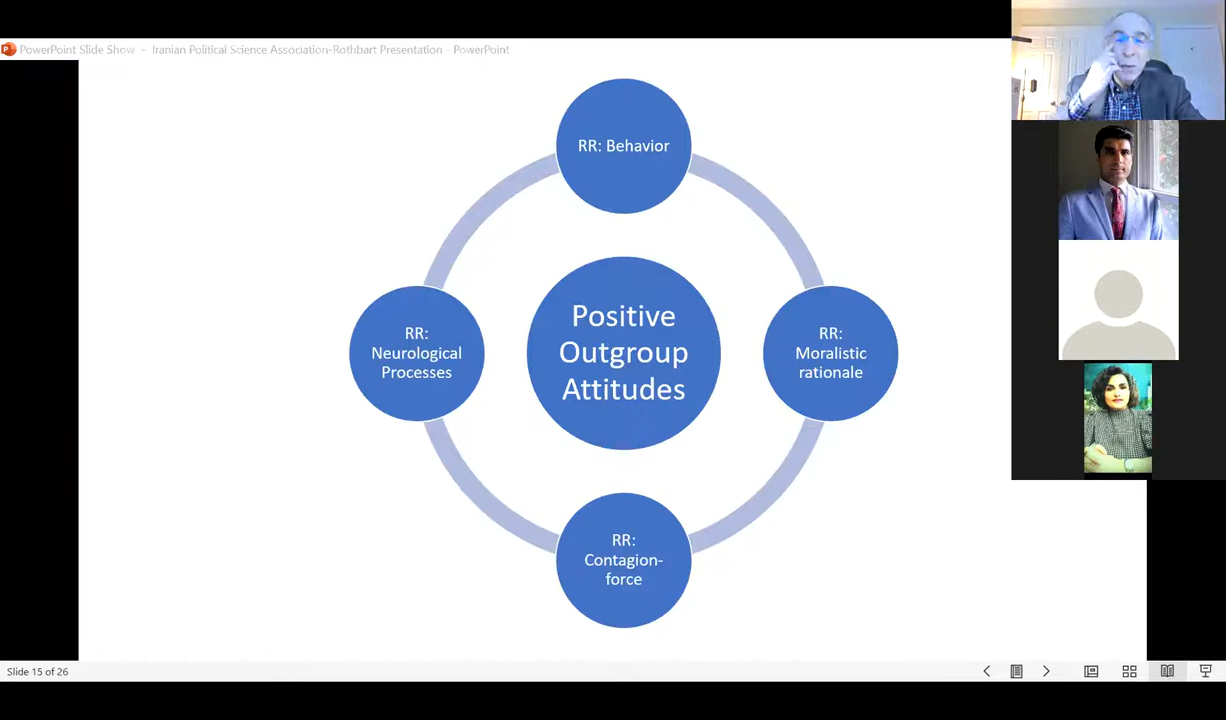 PowerPoint Slide Show - Iranian Political Science Association-Rothbart Presentation - PowerPoint
RR: Behavior
RR:
Neurological
Processes
Positive
Outgroup
Attitudes
RR:
Moralistic
rationale
RR:
Contagion-
force
Slide 15 of 26